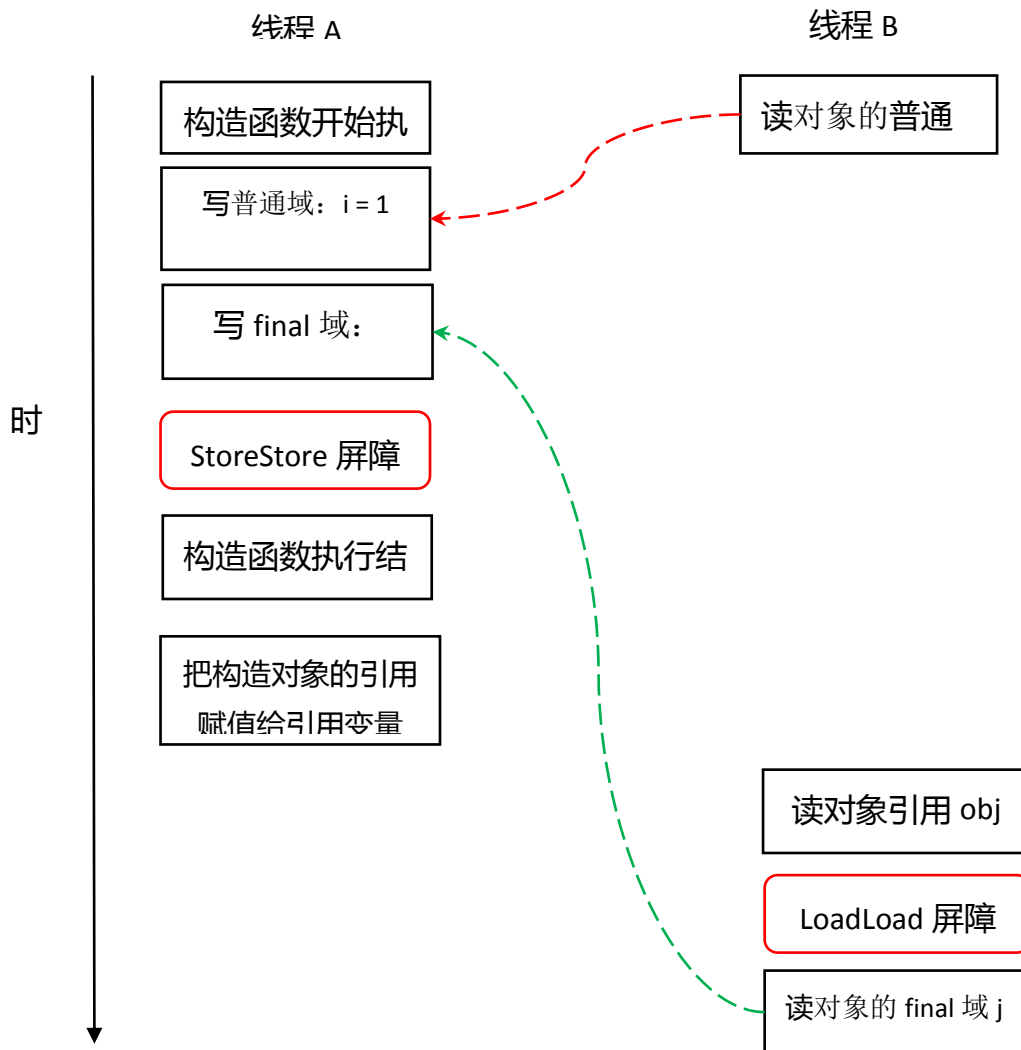 线程 A
线程 B
构造函数开始执
读对象的普通
写普通域：i = 1
写 final 域：
时
StoreStore 屏障
构造函数执行结
把构造对象的引用
赋值给引用变量
读对象引用 obj
LoadLoad 屏障
读对象的 final 域 j